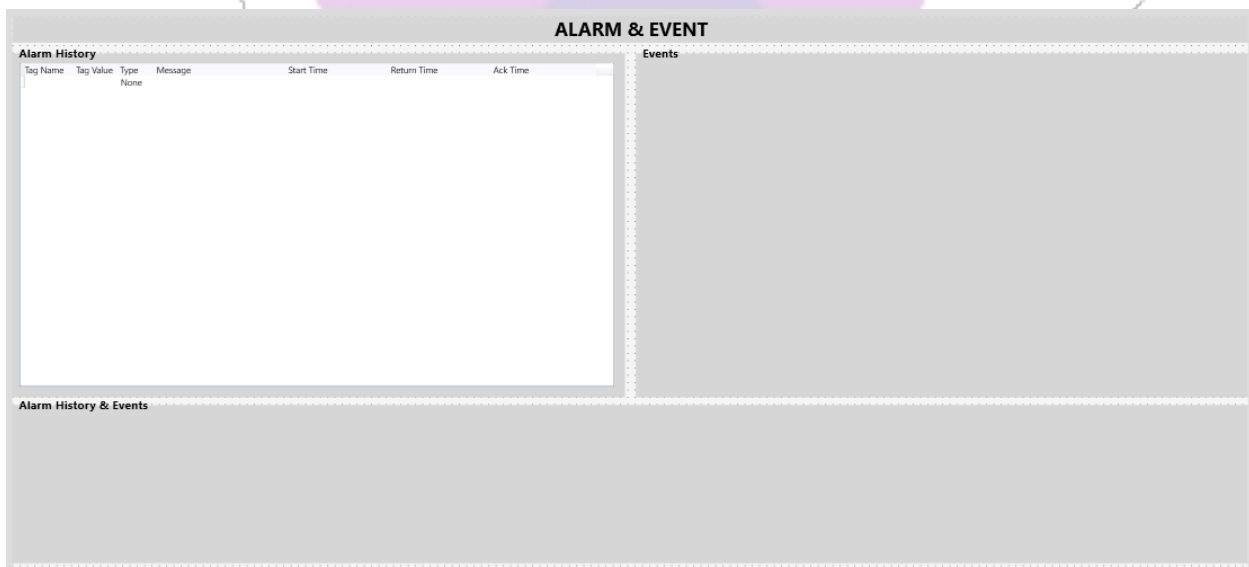 ALARM & EVENT
Alarm History
Events
Tag Name Tag Value Type Message Start Time Return Time Ack Time
None
Alarm History & Events